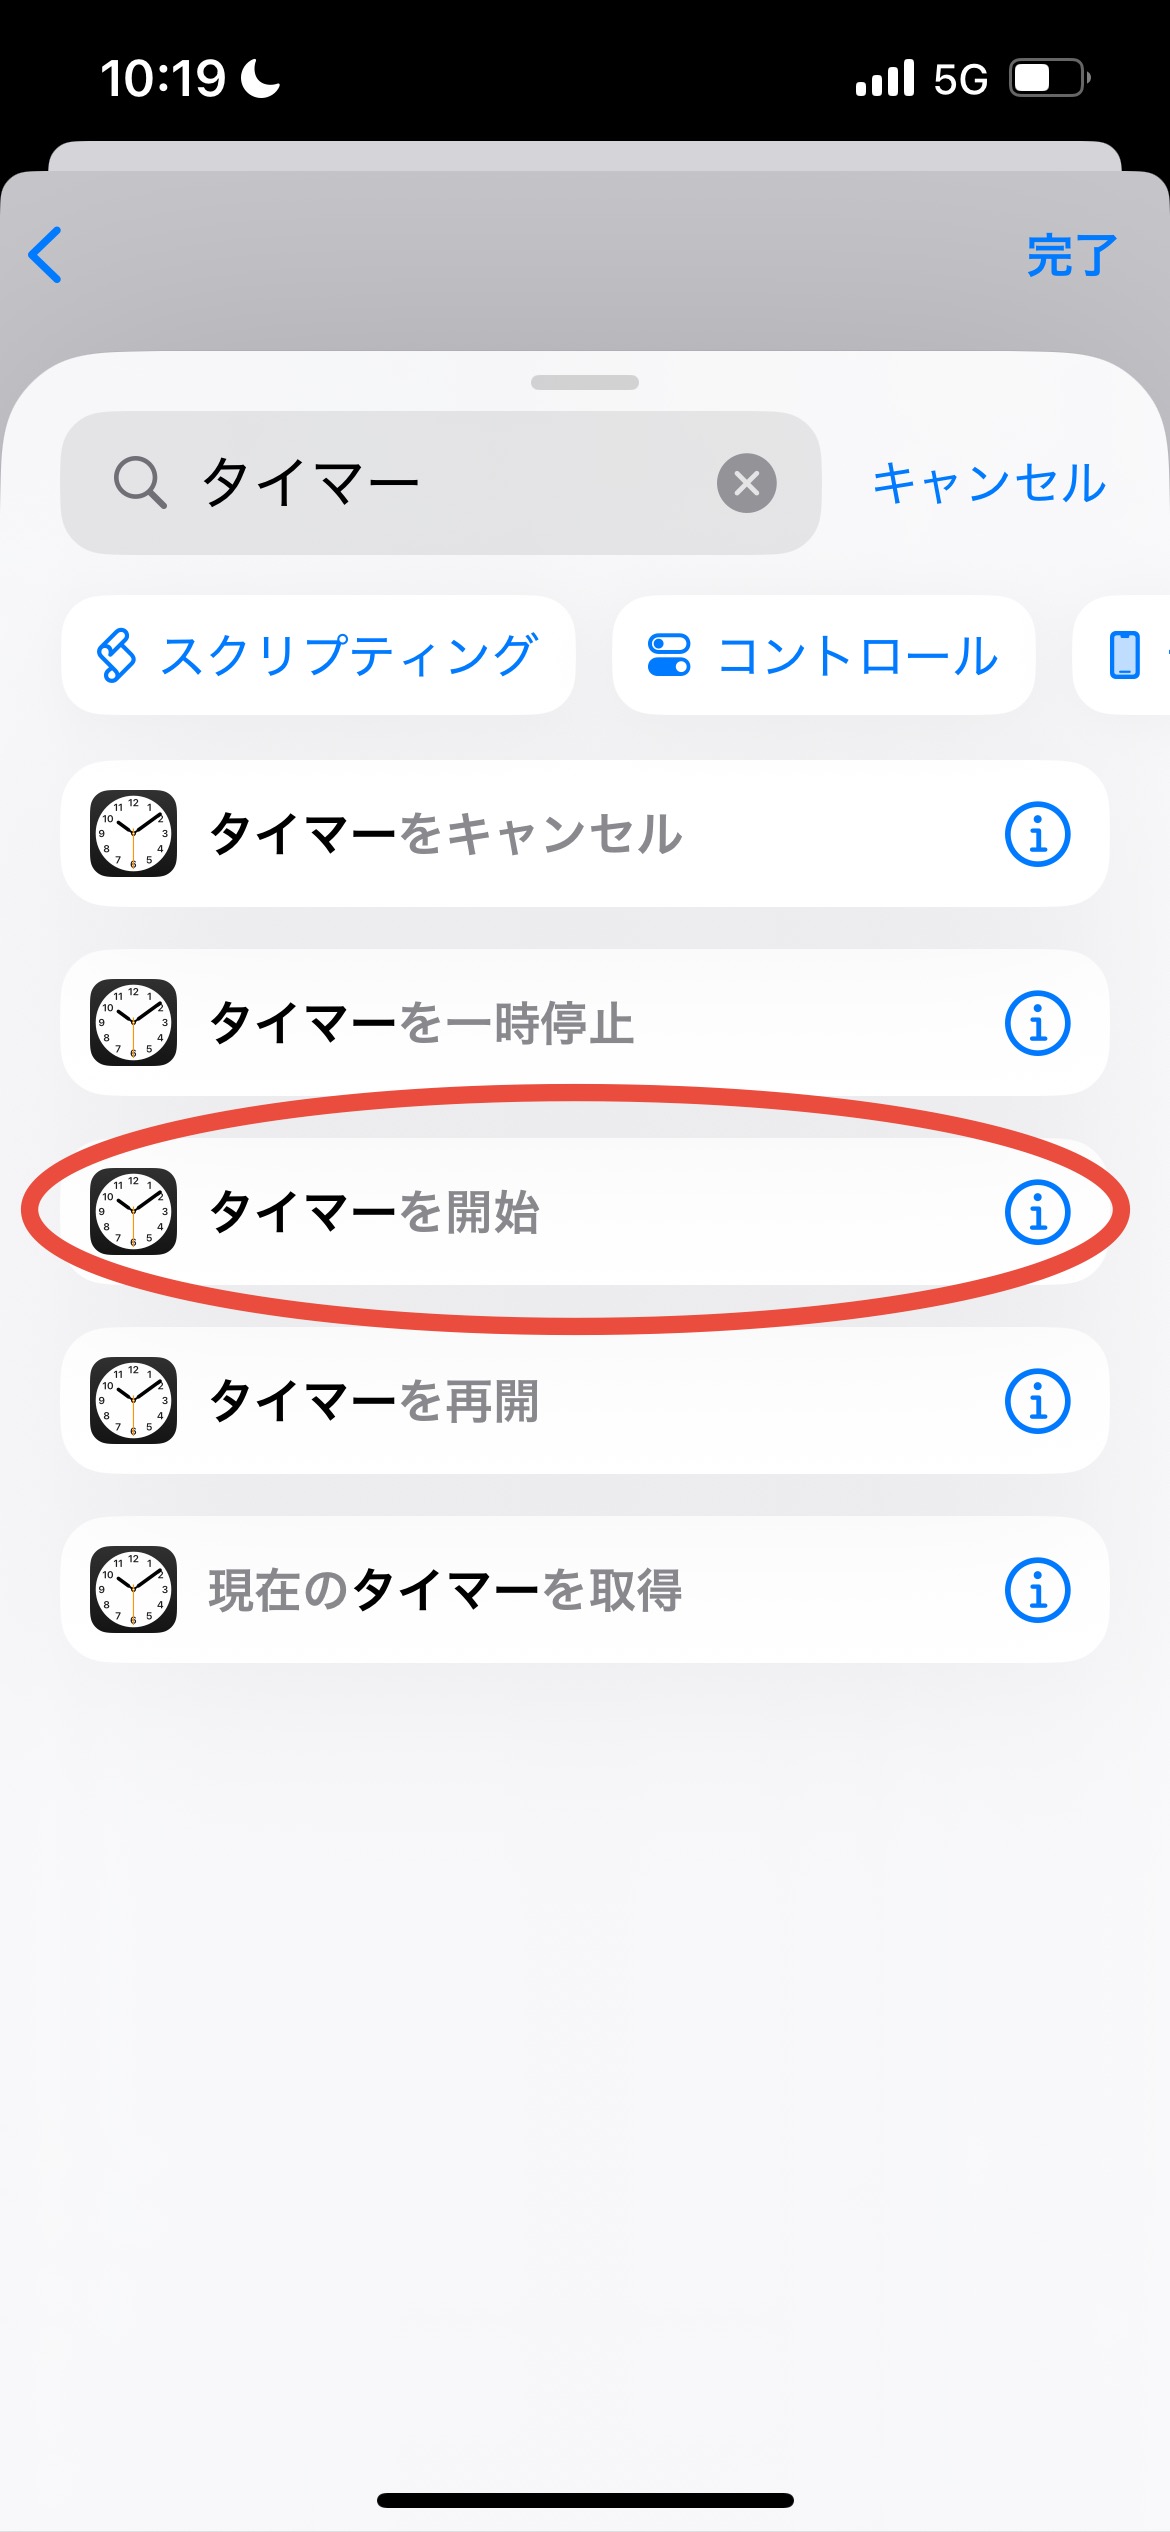 10:19
5G
完了
タイマー
キャンセル
スクリプティング
コントロール
タイマーをキャンセル
タイマーを一時停止
タイマーを開始
タイマーを再開
現在のタイマーを取得